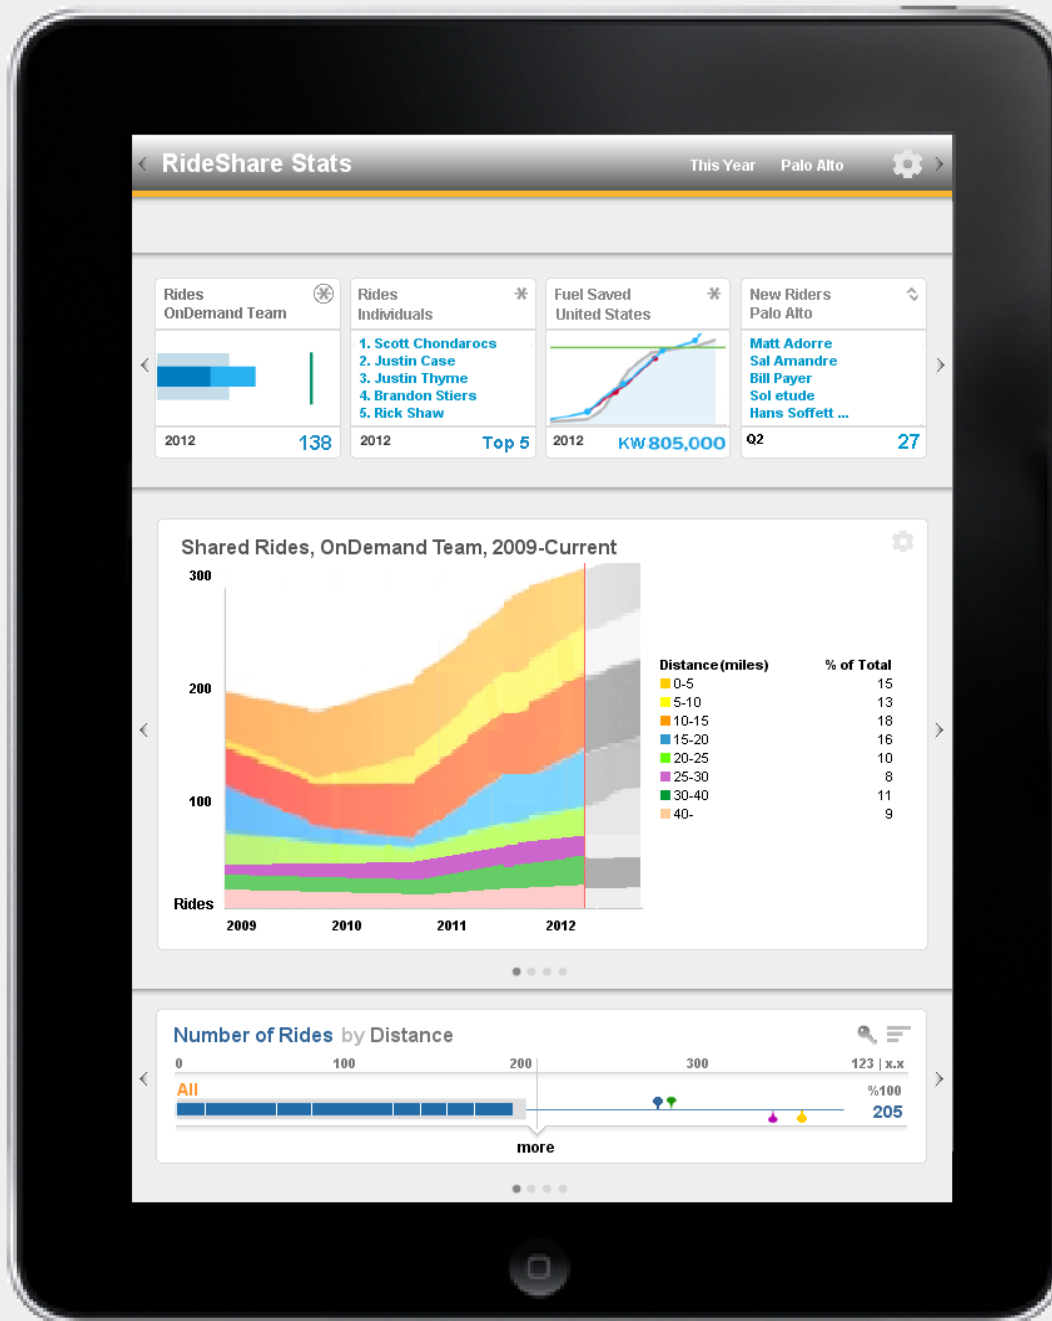 RideShare Stats
This Year Palo Alto
Rides
OnDemand Team
2012 138
Rides
Individuals
1. Scott Chondarocs
2. Justin Case
3. Justin Thyme
4. Brandon Stiers
5. Rick Shaw
2012 Top 5
Fuel Saved
United States
2012 KW 805,000
New Riders
Palo Alto
Matt Adorre
Sal Amandre
Bill Payer
Sol etude
Hans Soffett ...
Q2 27
Shared Rides, OnDemand Team, 2009-Current
300
200
100
Rides
2009 2010 2011 2012
Distance(miles) % of Total
0-5 15
5-10 13
10-15 18
15-20 16
20-25 10
25-30 8
30-40 11
40- 9
Number of Rides by Distance
0 100 200 300 123 | x.x
All %100
205
more